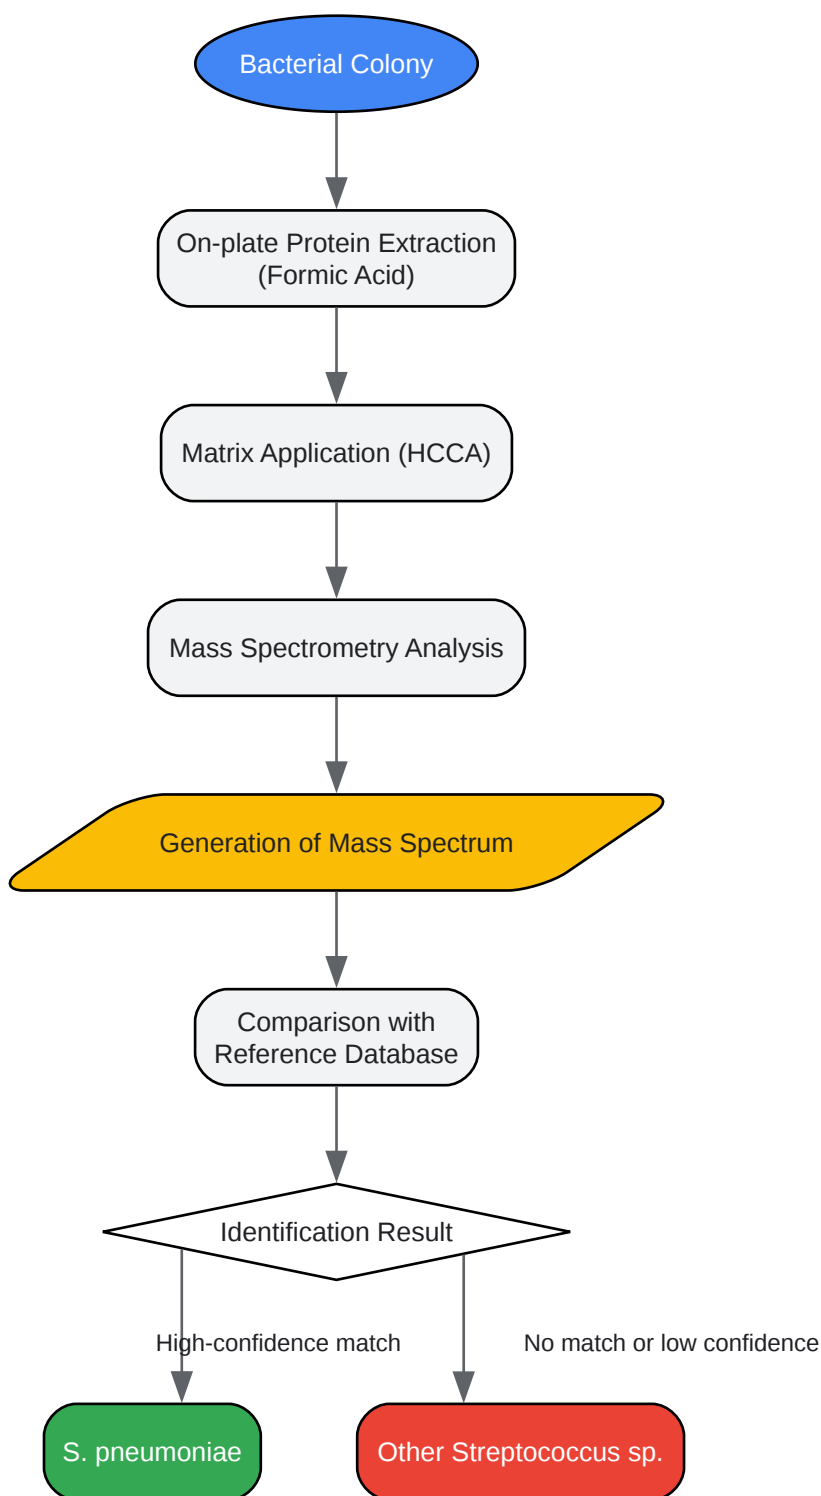 Bacterial Colony
On-plate Protein Extraction
(Formic Acid)
Matrix Application (HCCA)
Mass Spectrometry Analysis
Generation of Mass Spectrum
Comparison with
Reference Database
Identification Result
High-confidence match
No match or low confidence
S. pneumoniae
Other Streptococcus sp.